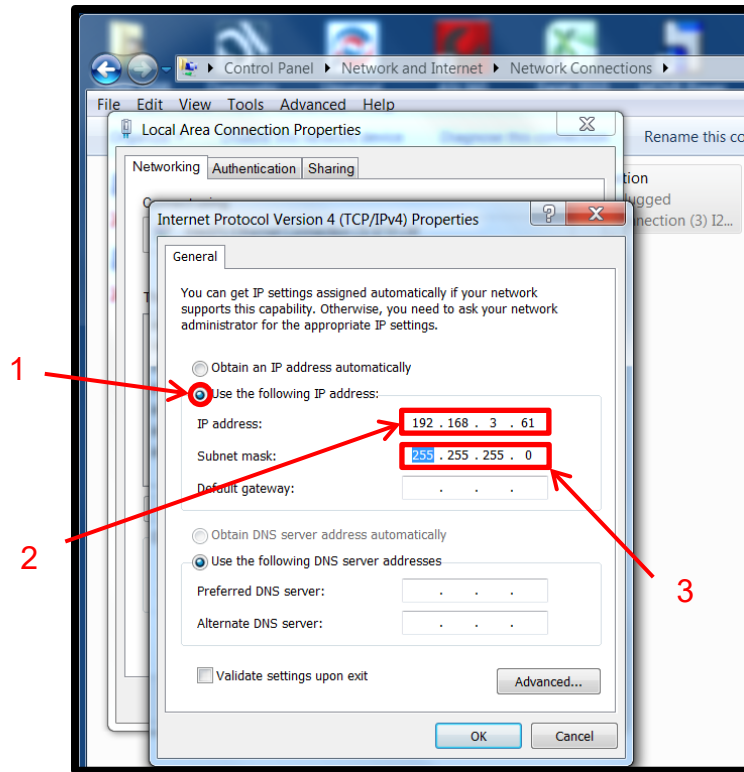 Control Panel Network and Internet Network Connections
File Edit View Tools Advanced Help
Local Area Connection Properties
Rename this co
Networking Authentication Sharing
tion
Internet Protocol Version 4 (TCP/IPv4) Properties
nection (3) I2...
General
You can get IP settings assigned automatically if your network
supports this capability. Otherwise, you need to ask your network
administrator for the appropriate IP settings.
Obtain an IP address automatically
1
Use the following IP address:
IP address: 192 . 168 . 3 . 61
Subnet mask: 255 . 255 . 255 . 0
Default gateway: . . .
Obtain DNS server address automatically
2
Use the following DNS server addresses
3
Preferred DNS server: . . .
Alternate DNS server: . . .
Validate settings upon exit
Advanced...
OK Cancel